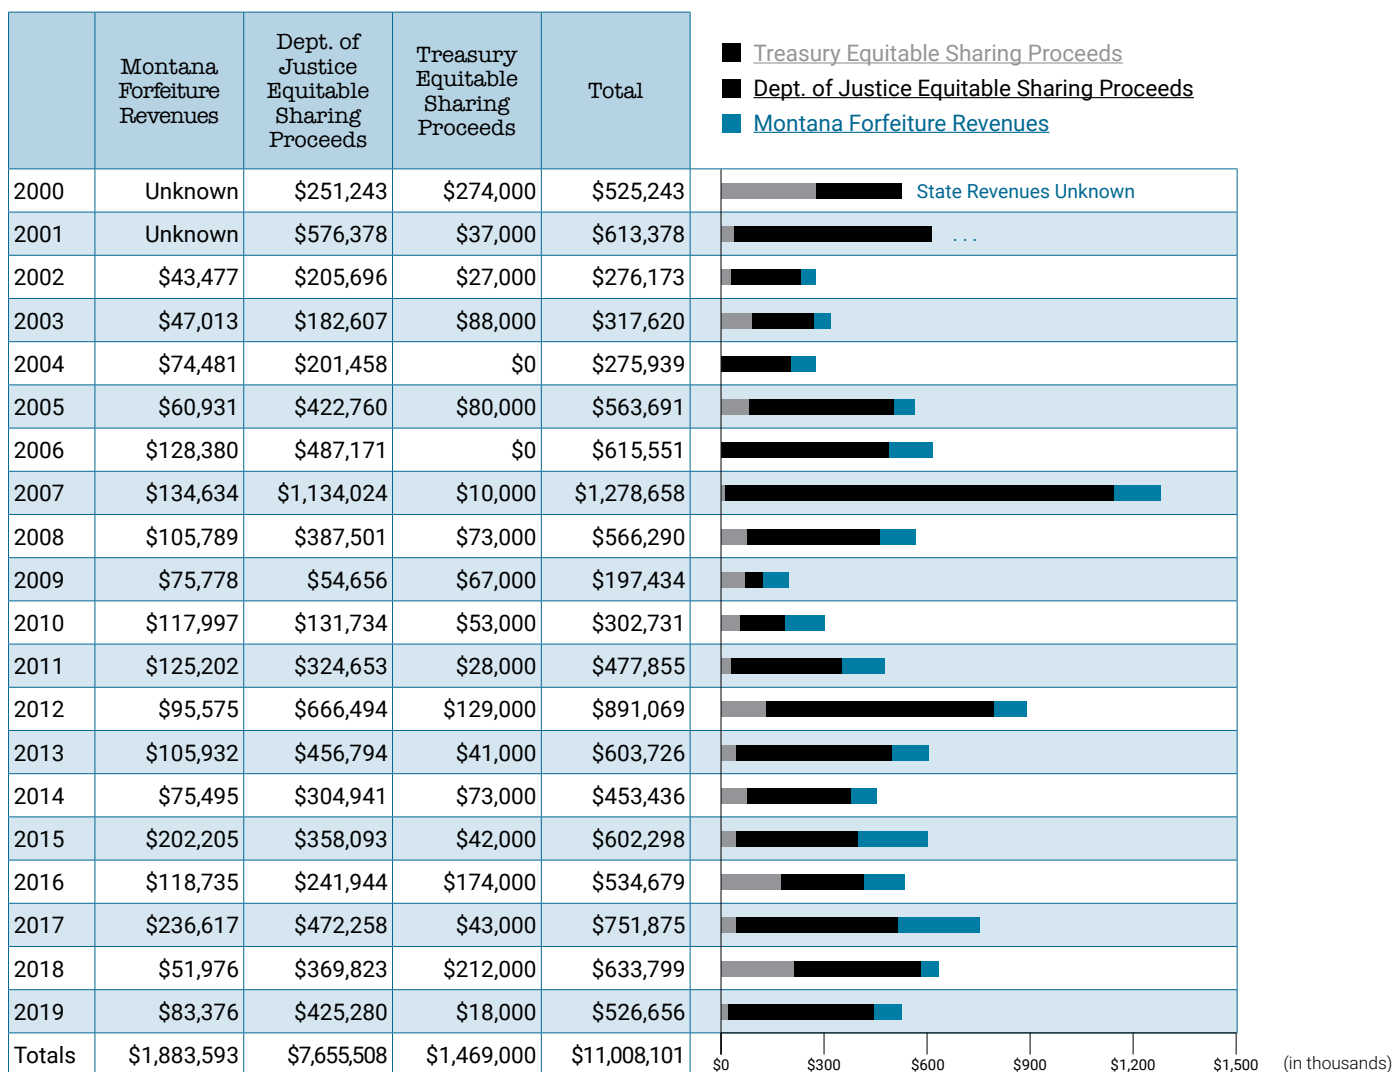 Montana
Forfeiture
Revenues
Dept. of
Justice
Equitable
Sharing
Proceeds
Treasury
Equitable
Sharing
Proceeds
Total
Treasury Equitable Sharing Proceeds
Dept. of Justice Equitable Sharing Proceeds
Montana Forfeiture Revenues
2000 Unknown $251,243 $274,000 $525,243 State Revenues Unknown
2001 Unknown $576,378 $37,000 $613,378 ...
2002 $43,477 $205,696 $27,000 $276,173
2003 $47,013 $182,607 $88,000 $317,620
2004 $74,481 $201,458 $0 $275,939
2005 $60,931 $422,760 $80,000 $563,691
2006 $128,380 $487,171 $0 $615,551
2007 $134,634 $1,134,024 $10,000 $1,278,658
2008 $105,789 $387,501 $73,000 $566,290
2009 $75,778 $54,656 $67,000 $197,434
2010 $117,997 $131,734 $53,000 $302,731
2011 $125,202 $324,653 $28,000 $477,855
2012 $95,575 $666,494 $129,000 $891,069
2013 $105,932 $456,794 $41,000 $603,726
2014 $75,495 $304,941 $73,000 $453,436
2015 $202,205 $358,093 $42,000 $602,298
2016 $118,735 $241,944 $174,000 $534,679
2017 $236,617 $472,258 $43,000 $751,875
2018 $51,976 $369,823 $212,000 $633,799
2019 $83,376 $425,280 $18,000 $526,656
Totals $1,883,593 $7,655,508 $1,469,000 $11,008,101
$0 $300 $600 $900 $1,200 $1,500 (in thousands)